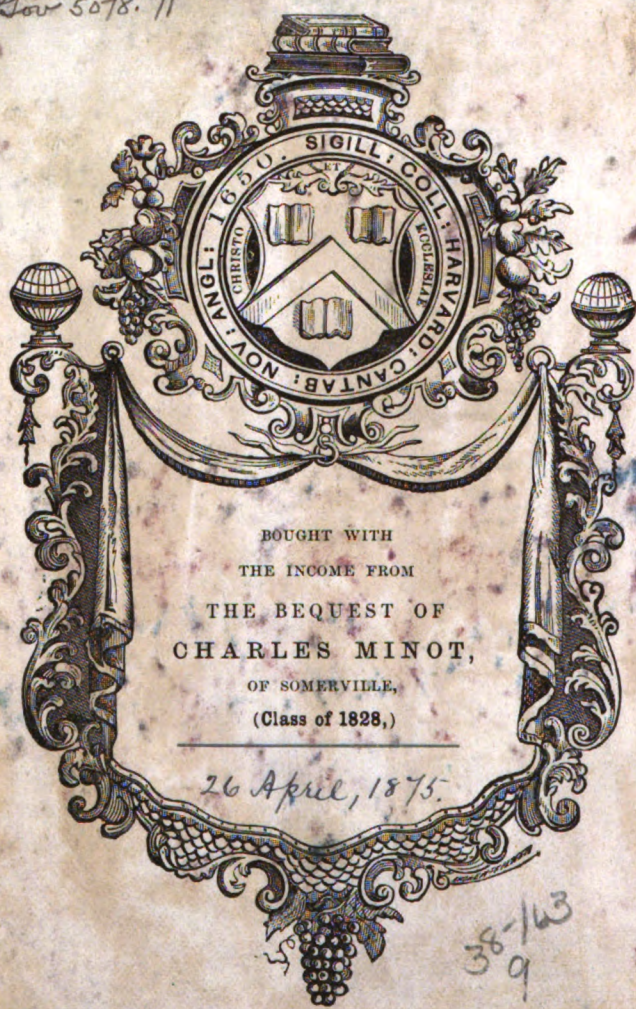 Gov 5078. 11
SIGILL: COLL: HARVARD: CANTAB: NOV: ANGL: 1650.
ET
CHRISTO
ECCLESIAE
BOUGHT WITH
THE INCOME FROM
THE BEQUEST OF
CHARLES MINOT,
OF SOMERVILLE,
(Class of 1828,)
26 April, 1875.
38-163
9